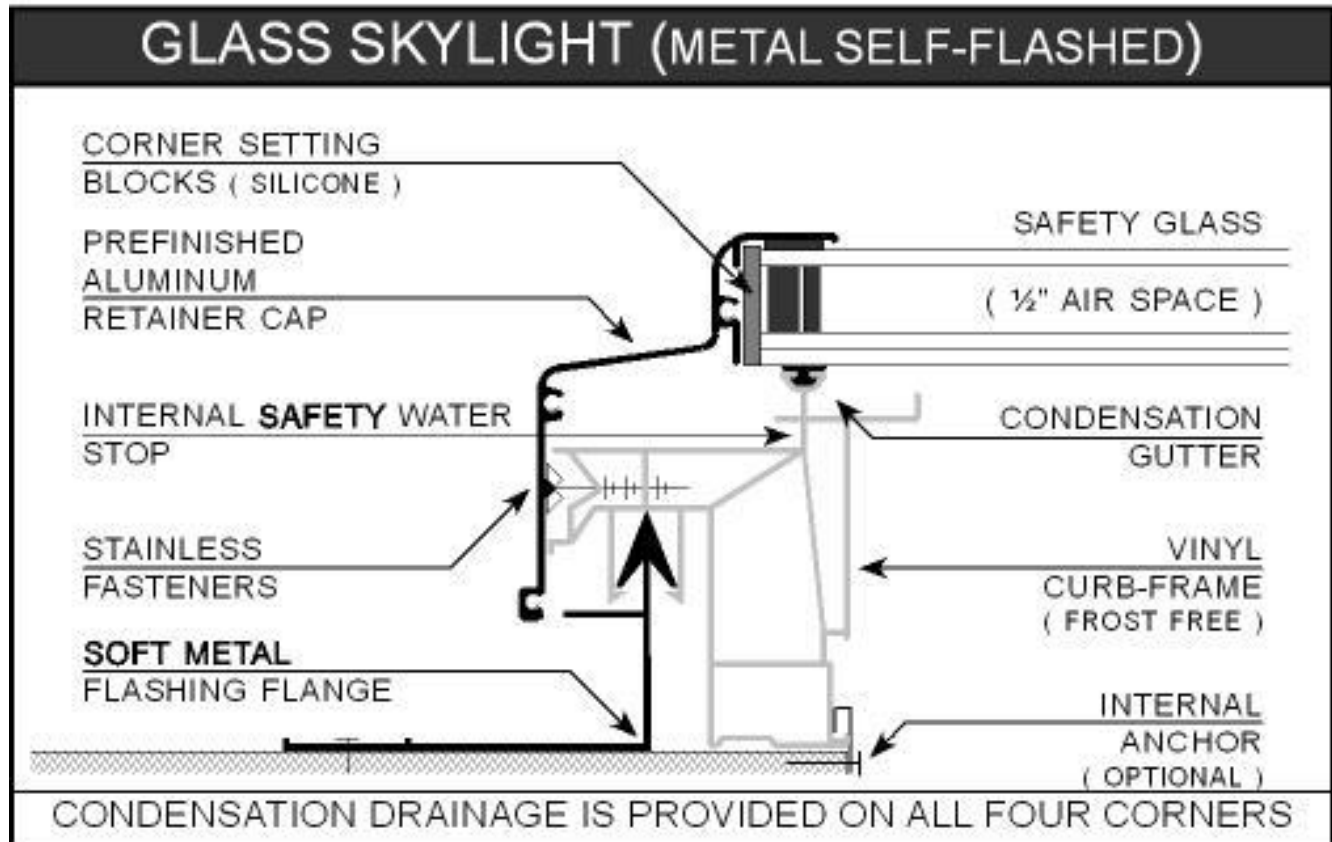 GLASS SKYLIGHT (METAL SELF-FLASHED)
CORNER SETTING
BLOCKS ( SILICONE )
PREFINISHED
ALUMINUM
RETAINER CAP
INTERNAL SAFETY WATER
STOP
STAINLESS
FASTENERS
SOFT METAL
FLASHING FLANGE
SAFETY GLASS
( ½" AIR SPACE )
CONDENSATION
GUTTER
VINYL
CURB-FRAME
( FROST FREE )
INTERNAL
ANCHOR
( OPTIONAL )
CONDENSATION DRAINAGE IS PROVIDED ON ALL FOUR CORNERS